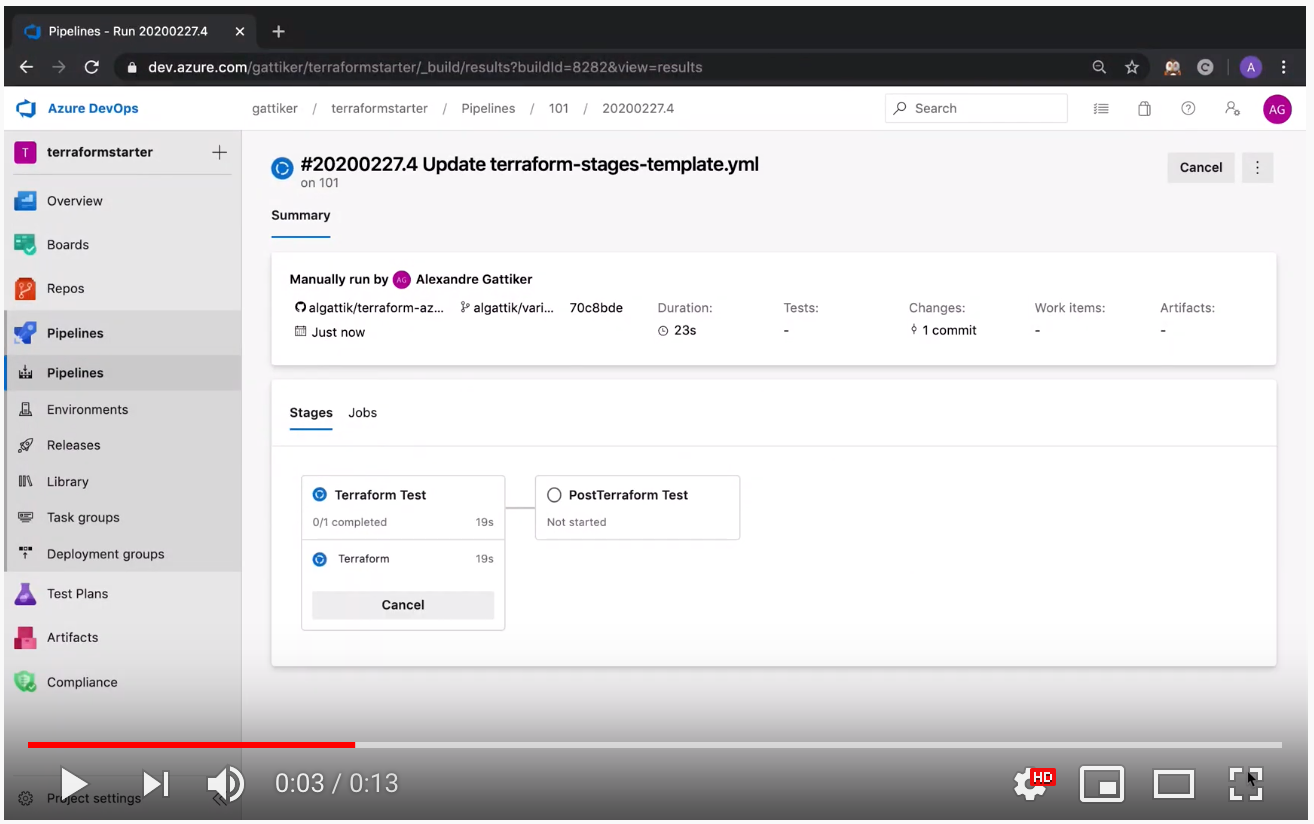 Pipelines - Run 20200227.4
dev.azure.com/gattiker/terraformstarter/_build/results?buildId=8282&view=results
A
Azure DevOps
gattiker / terraformstarter / Pipelines / 101 / 20200227.4
Search
AG
T terraformstarter
Overview
Boards
Repos
Pipelines
Pipelines
Environments
Releases
Library
Task groups
Deployment groups
Test Plans
Artifacts
Compliance
Project settings
#20200227.4 Update terraform-stages-template.yml
on 101
Cancel
Summary
Manually run by AG Alexandre Gattiker
algattik/terraform-az... algattik/vari... 70c8bde
Just now
Duration:
23s
Tests:
-
Changes:
1 commit
Work items:
-
Artifacts:
-
Stages Jobs
Terraform Test
0/1 completed 19s
Terraform 19s
Cancel
PostTerraform Test
Not started
0:03 / 0:13
HD